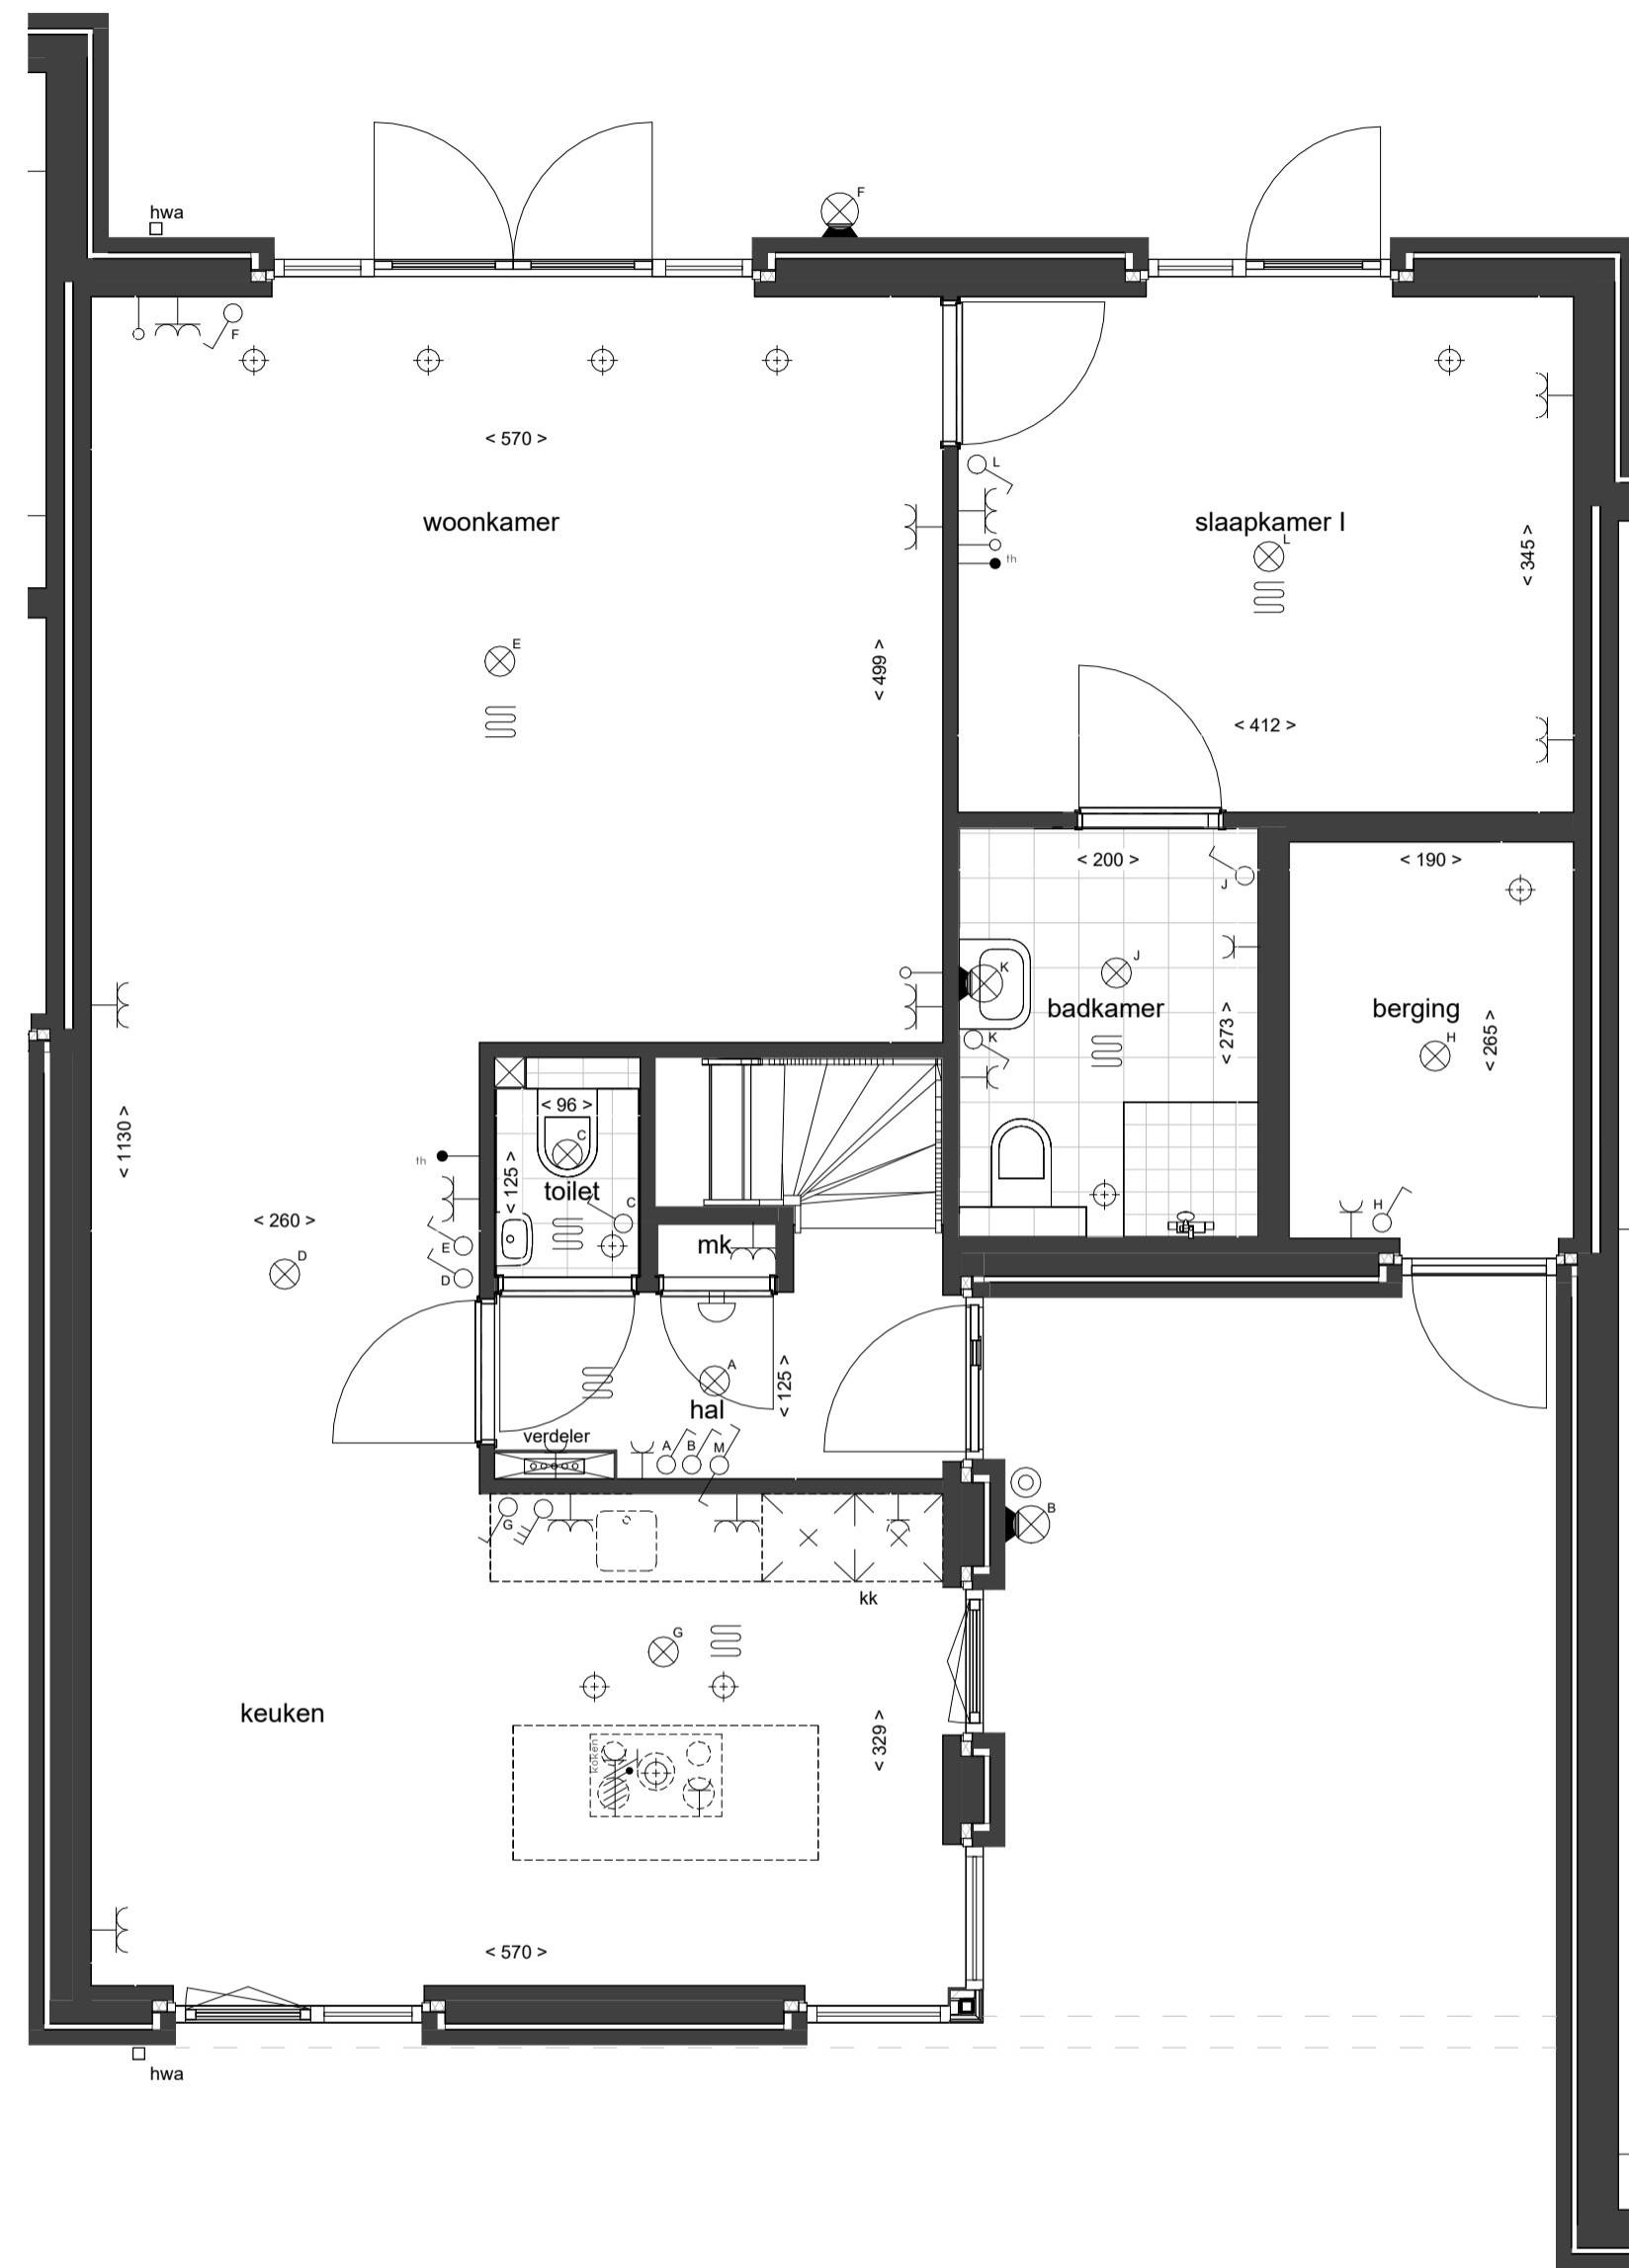 F
hwa
F
< 570 >
L
woonkamer
slaapkamer I
L
th
< 345 >
E
< 499 >
< 412 >
< 200 >
< 190 >
J
J
K
badkamer
berging
K
< 273 >
H
< 265 >
< 96 >
< 1130 >
C
th
< 125 >
toilet
C
H
< 260 >
E
mk
D
D
A
< 125 >
hal
verdeler
A
B
M
G
B
kk
G
keuken
koken
< 329 >
< 570 >
hwa